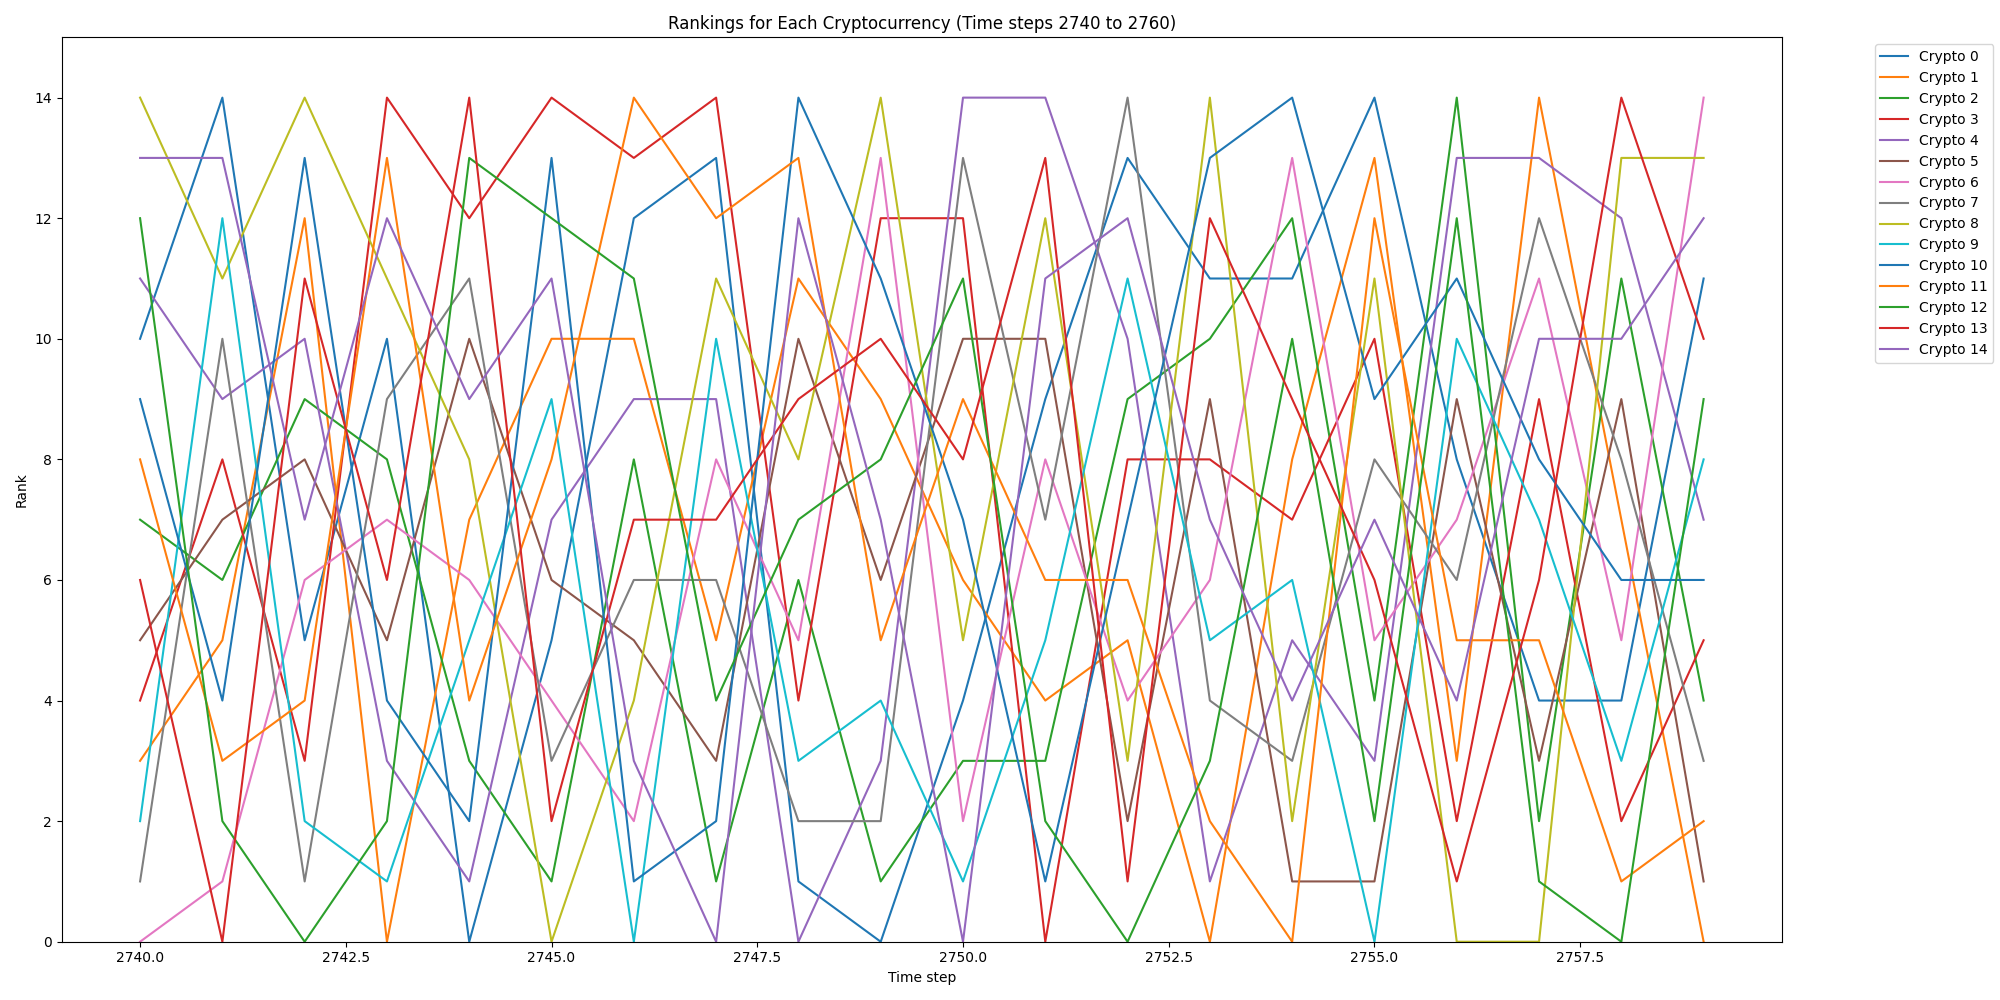 Rankings for Each Cryptocurrency (Time steps 2740 to 2760)
Rank
14
12
10
8
6
4
2
0
2740.0 2742.5 2745.0 2747.5 2750.0 2752.5 2755.0 2757.5
Time step
Crypto 0
Crypto 1
Crypto 2
Crypto 3
Crypto 4
Crypto 5
Crypto 6
Crypto 7
Crypto 8
Crypto 9
Crypto 10
Crypto 11
Crypto 12
Crypto 13
Crypto 14